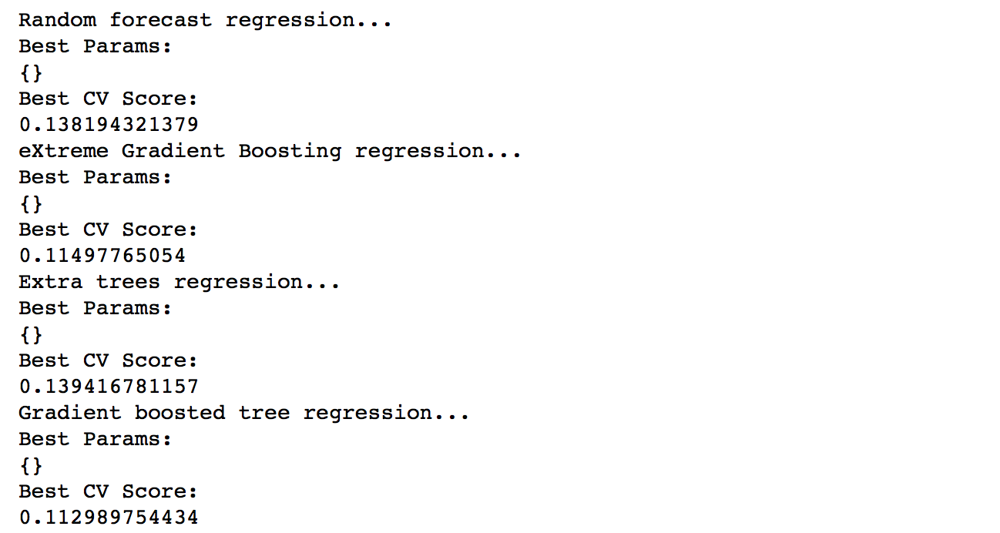 Random forecast regression...
Best Params:
{}
Best CV Score:
0.138194321379
eXtreme Gradient Boosting regression...
Best Params:
{}
Best CV Score:
0.11497765054
Extra trees regression...
Best Params:
{}
Best CV Score:
0.139416781157
Gradient boosted tree regression...
Best Params:
{}
Best CV Score:
0.112989754434